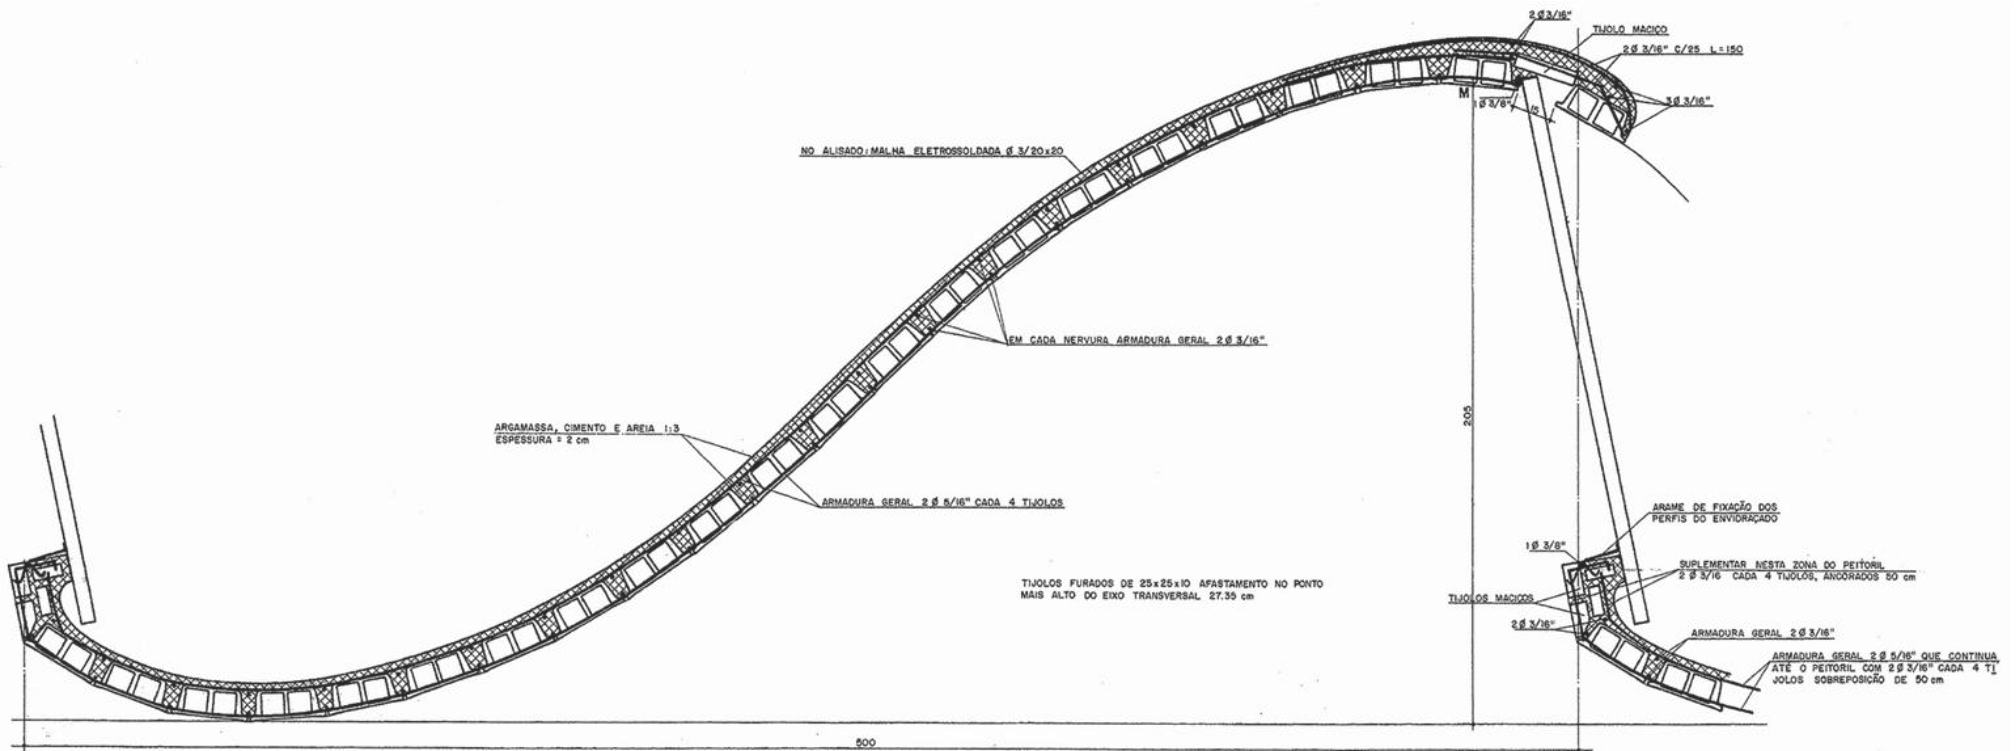 2 Ø 3/16"
TIJOLO MACIÇO
2 Ø 3/16" C/25 L=150
3 Ø 3/16"
M
1 Ø 3/8"
15
NO ALISADO: MALHA ELETROSSOLDADA Ø 3/20x20
EM CADA NERVURA ARMADURA GERAL 2 Ø 3/16"
205
ARGAMASSA, CIMENTO E AREIA 1:3
ESPESSURA = 2 cm
ARMADURA GERAL 2 Ø 5/16" CADA 4 TIJOLOS
ARAME DE FIXAÇÃO DOS
PERFIS DO ENVIDRAÇADO
1 Ø 3/8"
SUPLEMENTAR NESTA ZONA DO PEITORIL
2 Ø 3/16 CADA 4 TIJOLOS, ANCORADOS 50 cm
TIJOLOS FURADOS DE 25x25x10 AFASTAMENTO NO PONTO
MAIS ALTO DO EIXO TRANSVERSAL 27.35 cm
TIJOLOS MACIÇOS
2 Ø 3/16"
ARMADURA GERAL 2 Ø 3/16"
ARMADURA GERAL 2 Ø 5/16" QUE CONTINUA
ATÉ O PEITORIL COM 2 Ø 3/16" CADA 4 TI
JOLOS SOBREPOSIÇÃO DE 50 cm
500